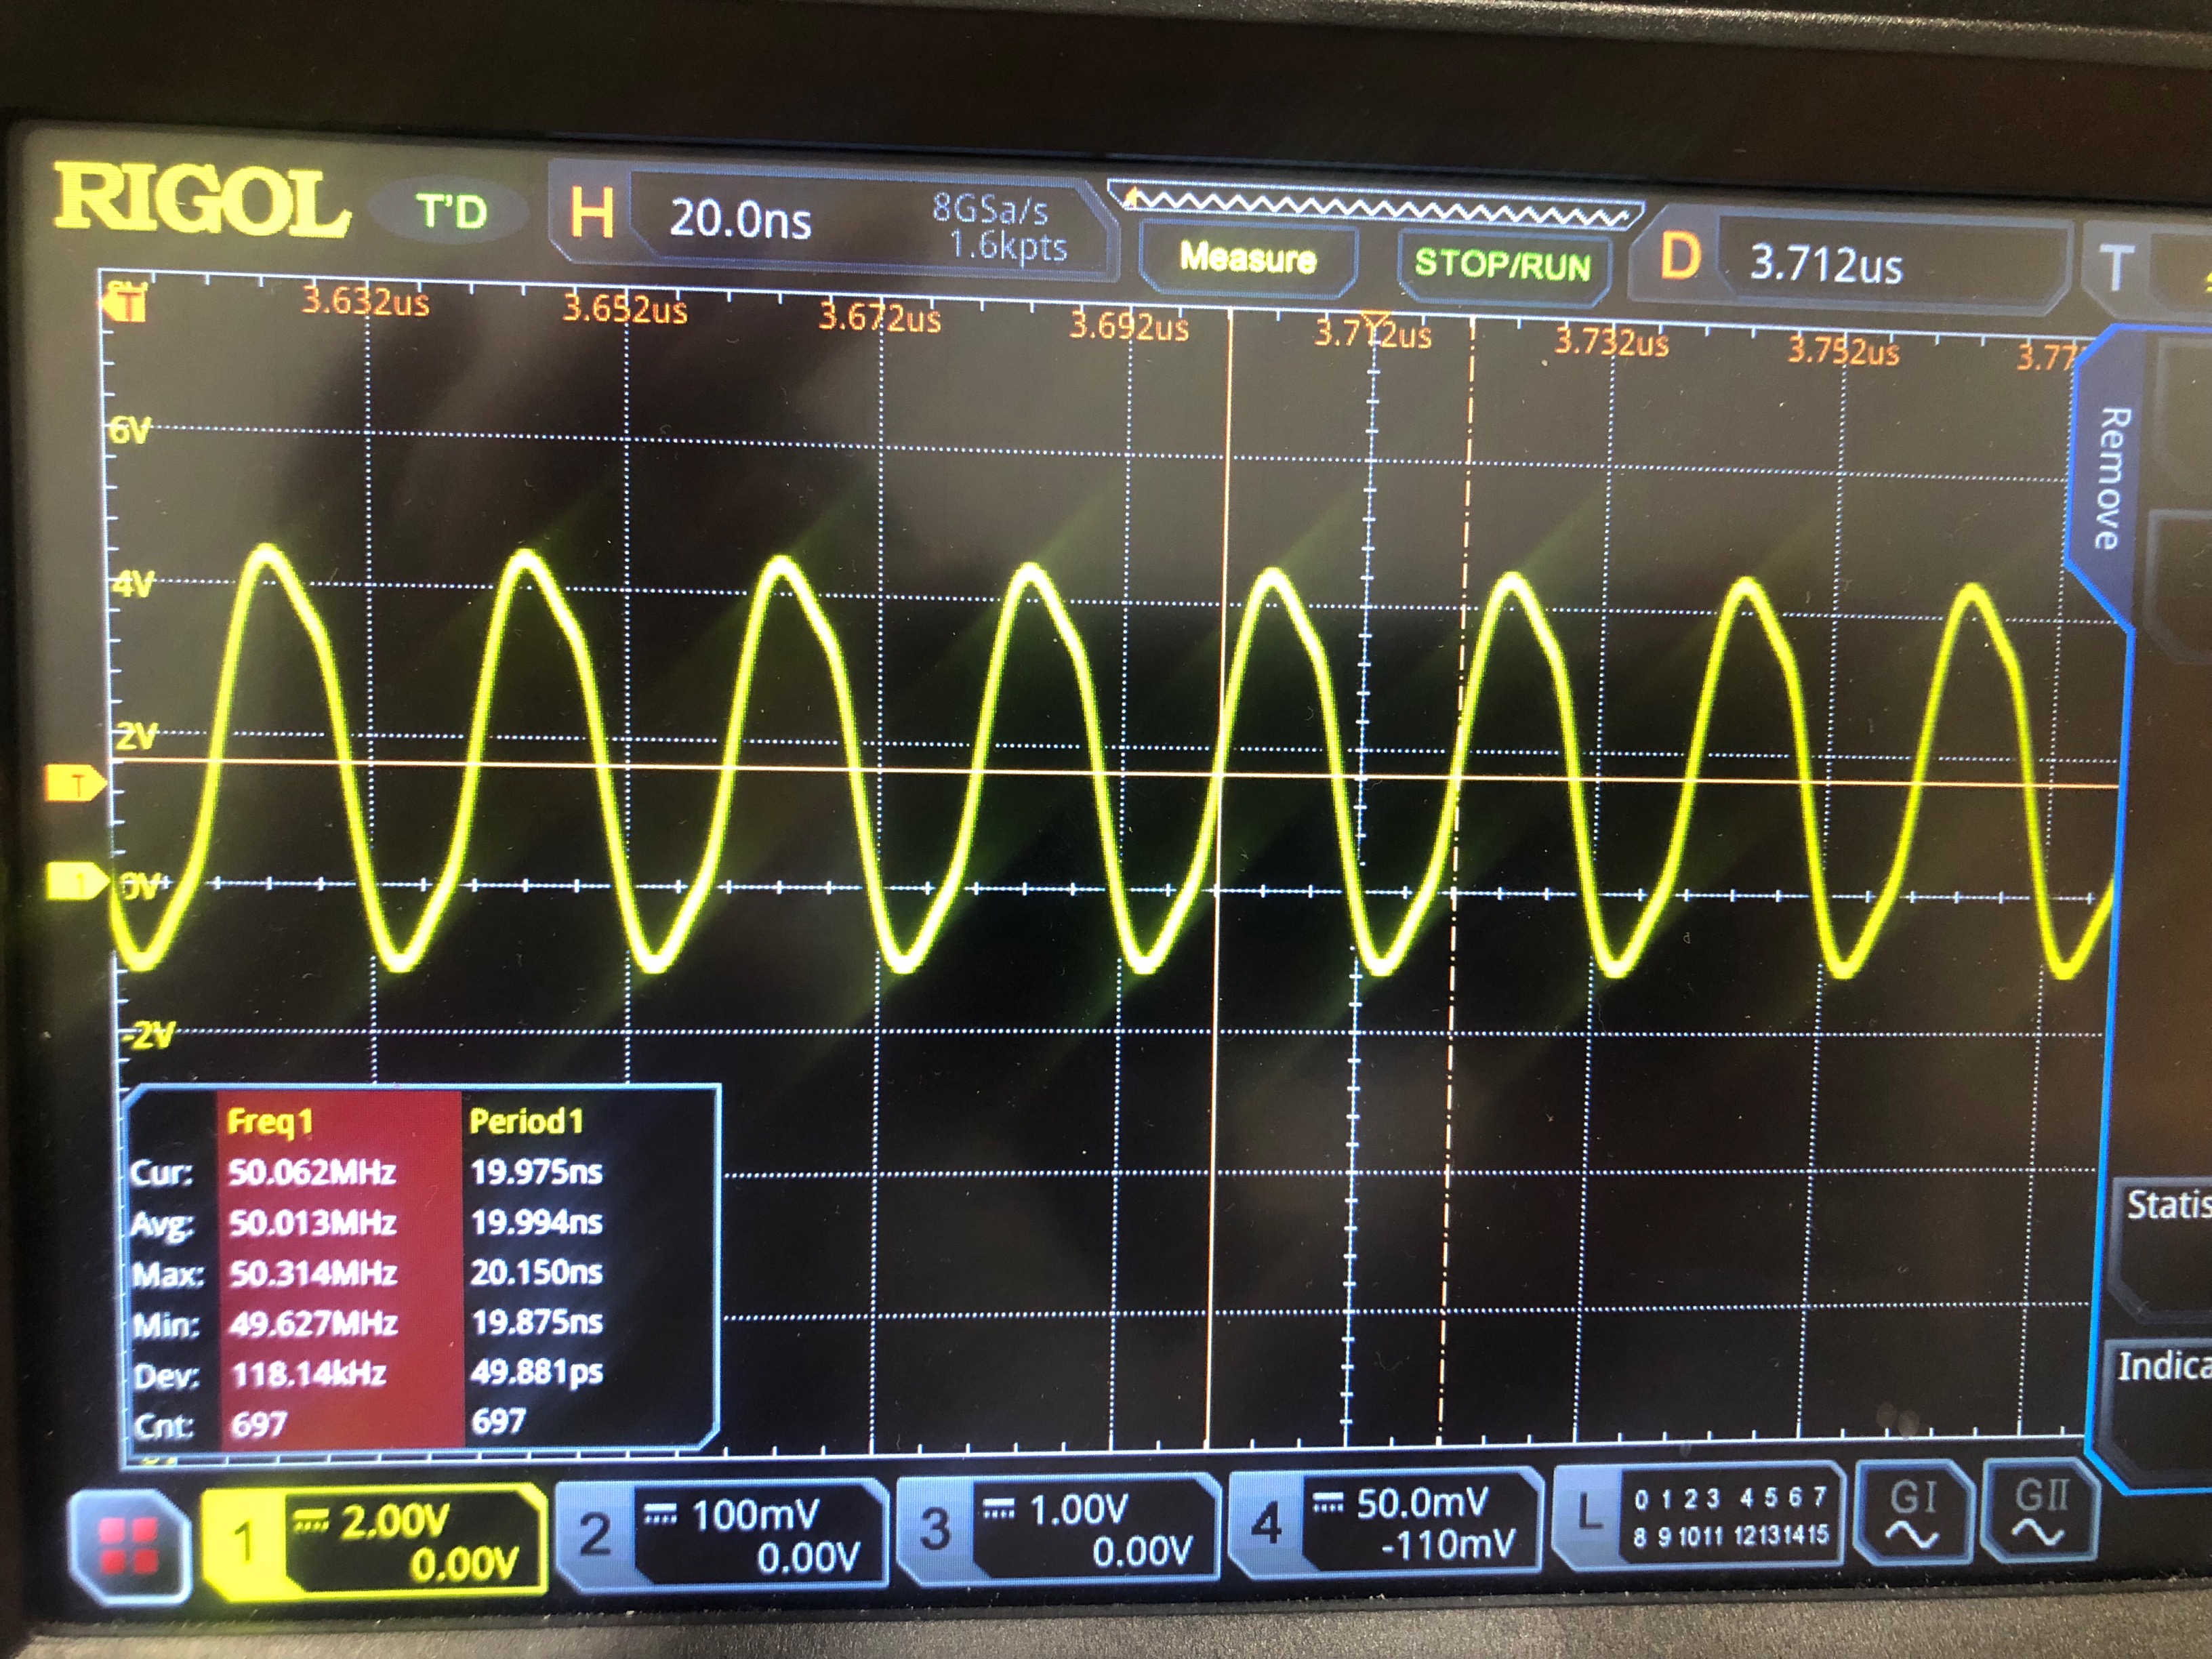 RIGOL T'D H 20.0ns 8GSa/s
1.6kpts
Measure STOP/RUN D 3.712us T
T 3.632us 3.652us 3.672us 3.692us 3.712us 3.732us 3.752us 3.77
6V
Remove
4V
2V
T
1 0V
-2V
Freq1 Period1
Cur: 50.062MHz 19.975ns
Avg: 50.013MHz 19.994ns
Max: 50.314MHz 20.150ns
Min: 49.627MHz 19.875ns
Dev: 118.14kHz 49.881ps
Cnt: 697 697
Statis
Indica
1 2.00V
0.00V
2 100mV
0.00V
3 1.00V
0.00V
4 50.0mV
-110mV
L 0 1 2 3 4 5 6 7
8 9 10 11 12 13 14 15
GI GII